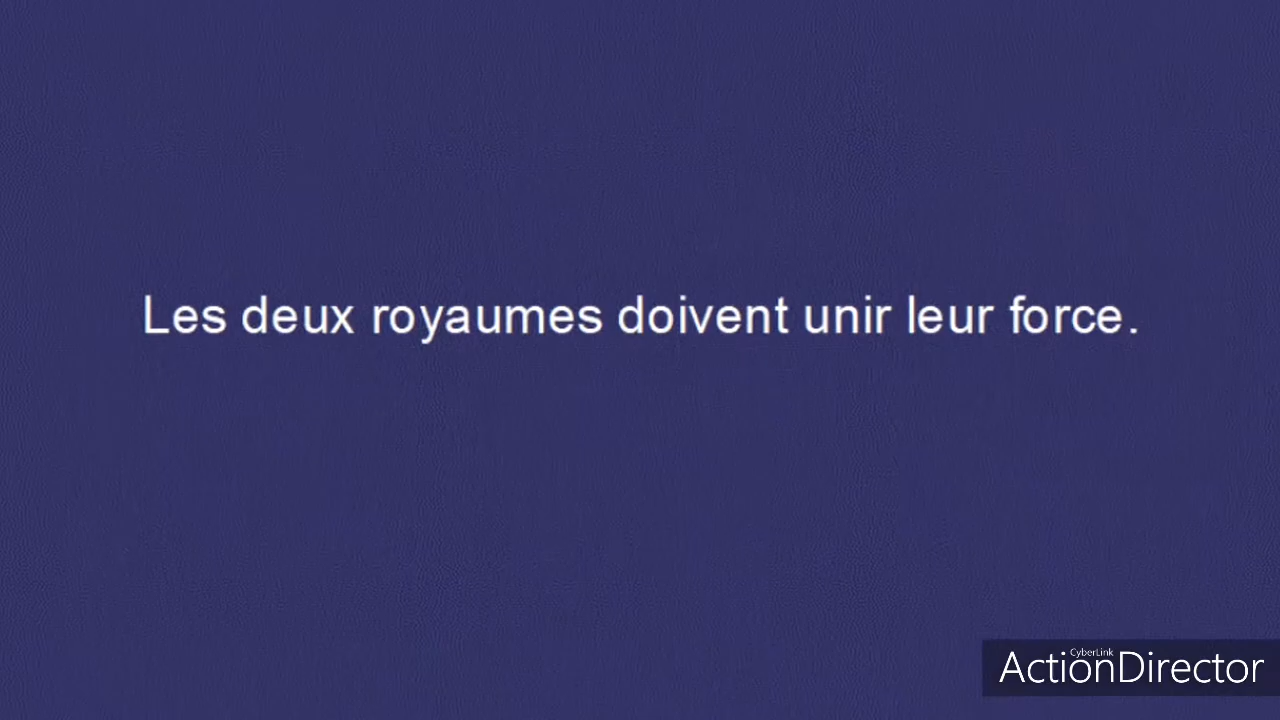 Les deux royaumes doivent unir leur force.
CyberLink
ActionDirector